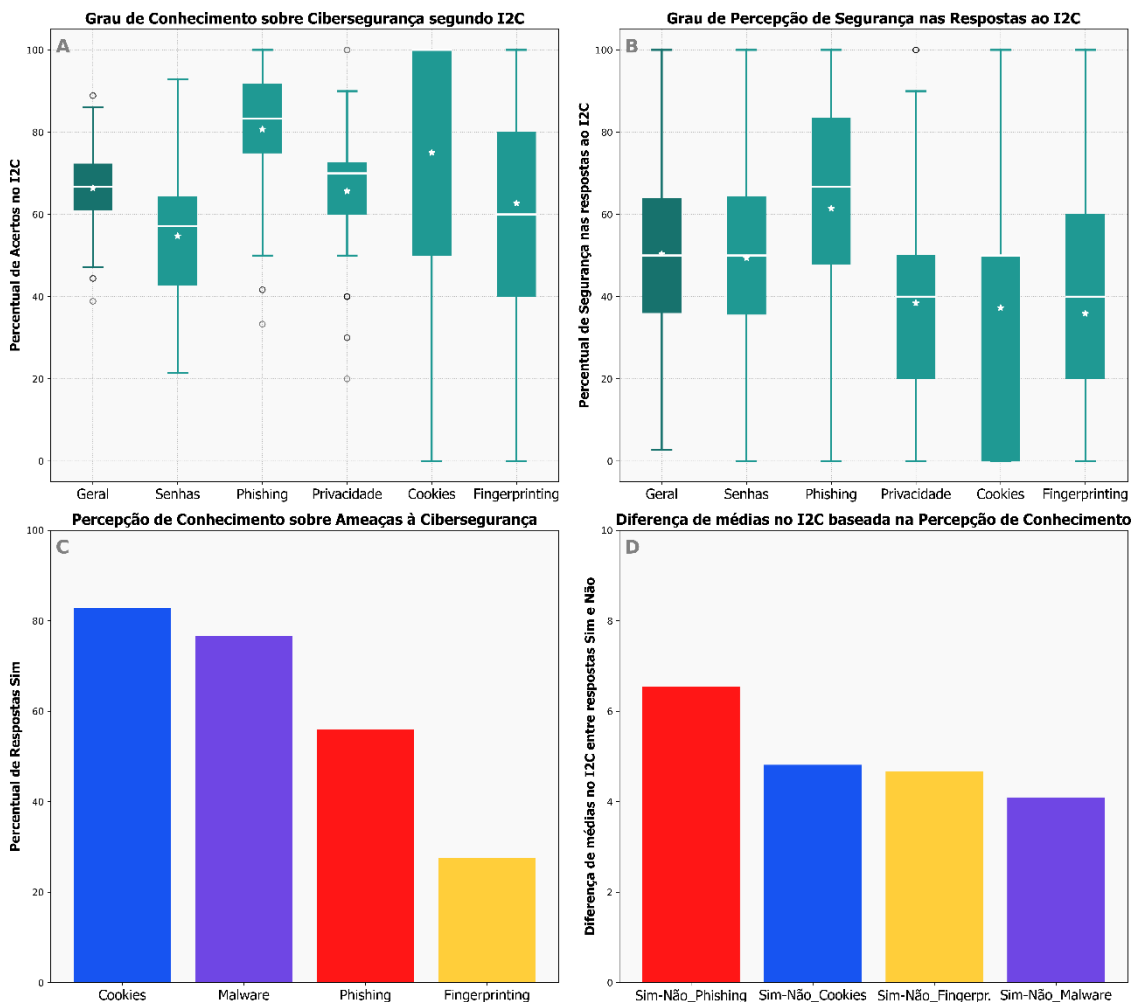 Grau de Conhecimento sobre Cibersegurança segundo I2C
A
Percentual de Acertos no I2C
100
80
60
40
20
0
Geral
Senhas
Phishing
Privacidade
Cookies
Fingerprinting
Grau de Percepção de Segurança nas Respostas ao I2C
B
Percentual de Segurança nas respostas ao I2C
100
80
60
40
20
0
Geral
Senhas
Phishing
Privacidade
Cookies
Fingerprinting
Percepção de Conhecimento sobre Ameaças à Cibersegurança
C
Percentual de Respostas Sim
100
80
60
40
20
0
Cookies
Malware
Phishing
Fingerprinting
Diferença de médias no I2C baseada na Percepção de Conhecimento
D
Diferença de médias no I2C entre respostas Sim e Não
10
8
6
4
2
0
Sim-Não_Phishing
Sim-Não_Cookies
Sim-Não_Fingerpr.
Sim-Não_Malware